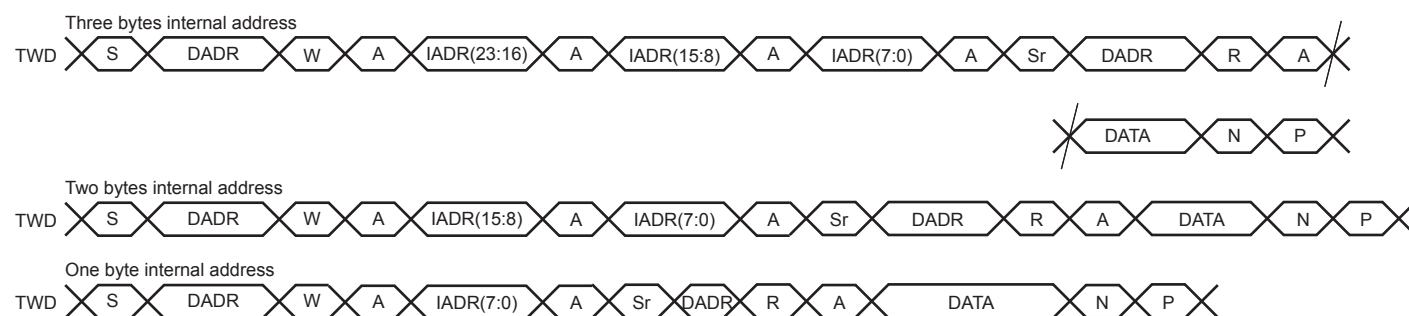 Three bytes internal address
TWD S DADR W A IADR(23:16) A IADR(15:8) A IADR(7:0) A Sr DADR R A
DATA N P
Two bytes internal address
TWD S DADR W A IADR(15:8) A IADR(7:0) A Sr DADR R A DATA N P
One byte internal address
TWD S DADR W A IADR(7:0) A Sr DADR R A DATA N P